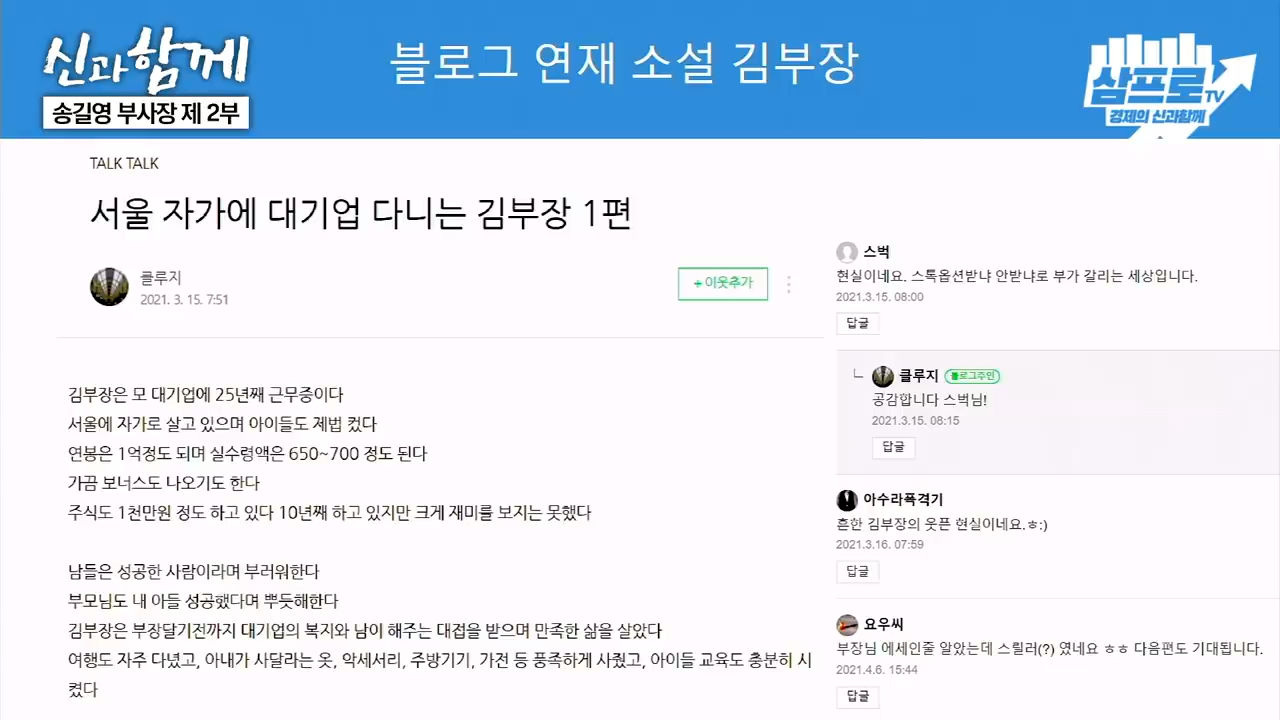 신과함께
송길영 부사장 제 2부
블로그 연재 소설 김부장
삼프로TV
경제의 신과함께
TALK TALK
서울 자가에 대기업 다니는 김부장 1편
클루지
2021. 3. 15. 7:51
+ 이웃추가
김부장은 모 대기업에 25년째 근무중이다
서울에 자가로 살고 있으며 아이들도 제법 컸다
연봉은 1억정도 되며 실수령액은 650~700 정도 된다
가끔 보너스도 나오기도 한다
주식도 1천만원 정도 하고 있다 10년째 하고 있지만 크게 재미를 보지는 못했다
남들은 성공한 사람이라며 부러워한다
부모님도 내 아들 성공했다며 뿌듯해한다
김부장은 부장달기전까지 대기업의 복지와 남이 해주는 대접을 받으며 만족한 삶을 살았다
여행도 자주 다녔고, 아내가 사달라는 옷, 악세서리, 주방기기, 가전 등 풍족하게 사줬고, 아이들 교육도 충분히 시
켰다
스벅
현실이네요. 스톡옵션받냐 안받냐로 부가 갈리는 세상입니다.
2021.3.15. 08:00
답글
클루지 블로그주인
공감합니다 스벅님!
2021.3.15. 08:15
답글
아수라폭격기
흔한 김부장의 웃픈 현실이네요.ㅎ:)
2021.3.16. 07:59
답글
요우씨
부장님 에세인줄 알았는데 스릴러(?) 였네요 ㅎㅎ 다음편도 기대됩니다.
2021.4.6. 15:44
답글